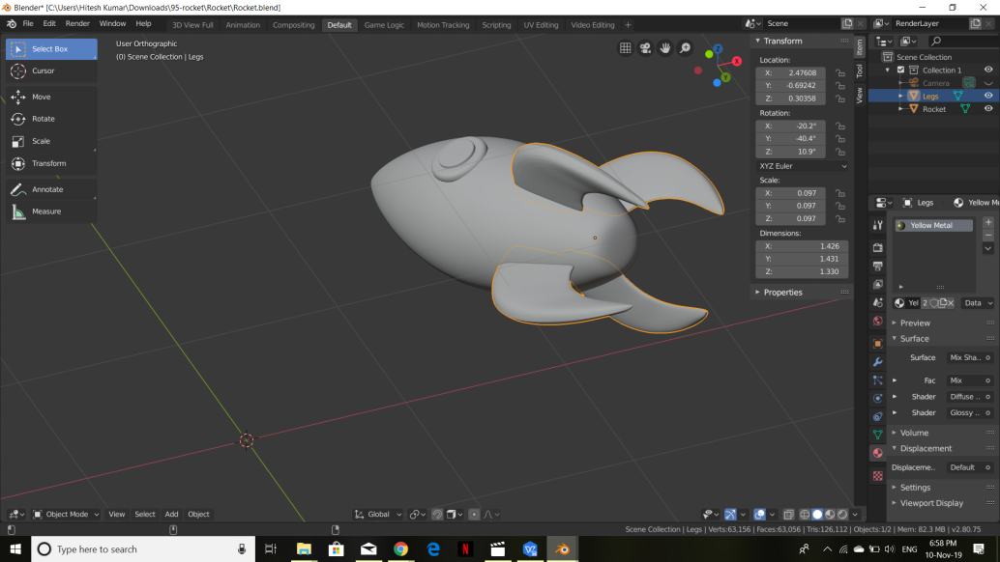 Blender* [C:\Users\Hitesh Kumar\Downloads\95-rocket\Rocket\Rocket.blend]
File Edit Render Window Help 3D View Full Animation Compositing Default Game Logic Motion Tracking Scripting UV Editing Video Editing + Scene RenderLayer
Select Box
Cursor
Move
Rotate
Scale
Transform
Annotate
Measure
User Orthographic
(0) Scene Collection | Legs
Z
X
Y
Transform
Location:
X: 2.47608
Y: -0.69242
Z: 0.30358
Rotation:
X: -20.2°
Y: -40.4°
Z: 10.9°
XYZ Euler
Scale:
X: 0.097
Y: 0.097
Z: 0.097
Dimensions:
X: 1.426
Y: 1.431
Z: 1.330
Properties
Item
Tool
View
Scene Collection
Collection 1
Camera
Legs
Rocket
Legs Yellow M
Yellow Metal
Yel 2 Data
Preview
Surface
Surface Mix Sha..
Fac Mix
Shader Diffuse ..
Shader Glossy ..
Volume
Displacement
Displaceme.. Default
Settings
Viewport Display
Object Mode View Select Add Object Global
Scene Collection | Legs | Verts:63,156 | Faces:63,056 | Tris:126,112 | Objects:1/2 | Mem: 82.3 MB | v2.80.75
Type here to search
ENG
6:58 PM
10-Nov-19